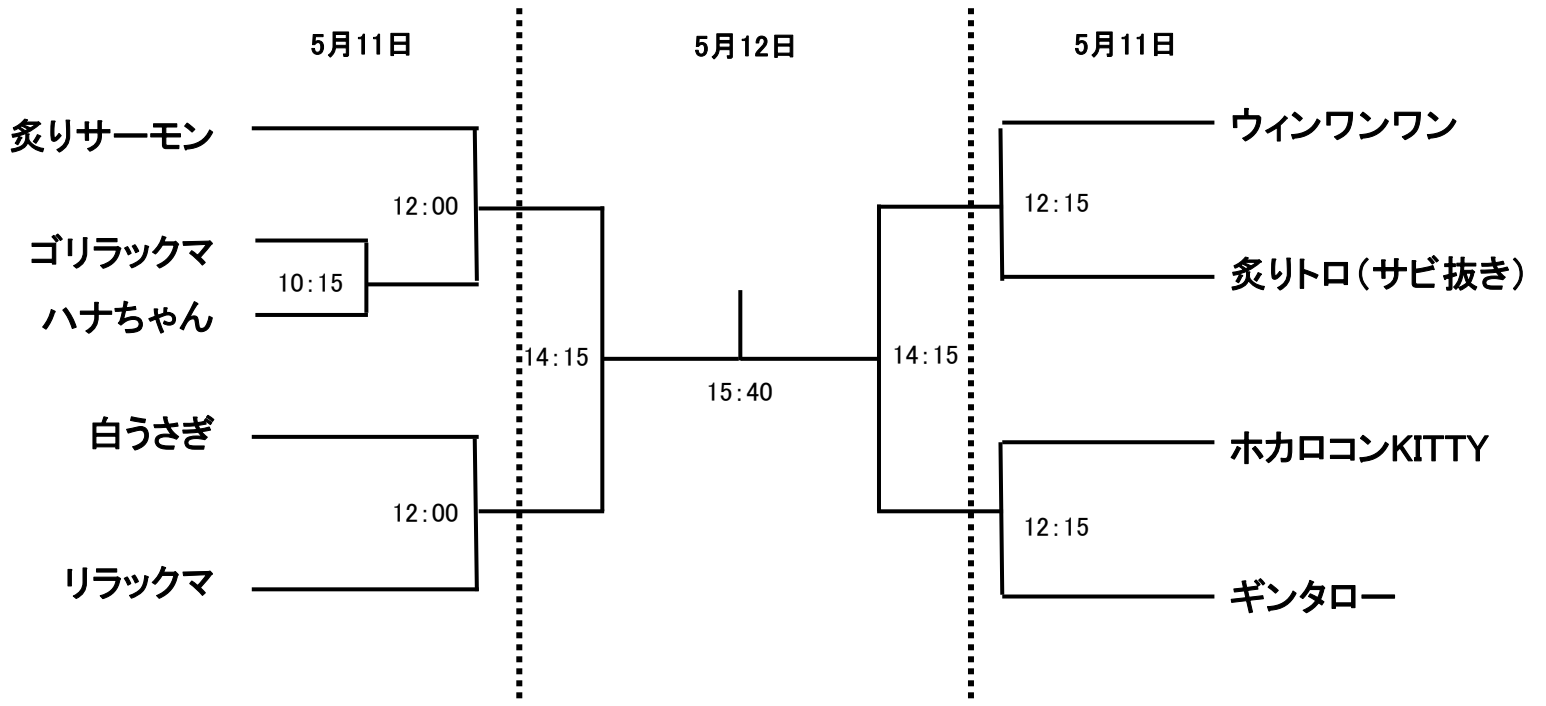 5月11日
5月12日
5月11日
炙りサーモン
ウィンワンワン
12:00
12:15
ゴリラックマ
10:15
炙りトロ(サビ抜き)
ハナちゃん
14:15
14:15
15:40
白うさぎ
ホカロコンKITTY
12:00
12:15
リラックマ
ギンタロー